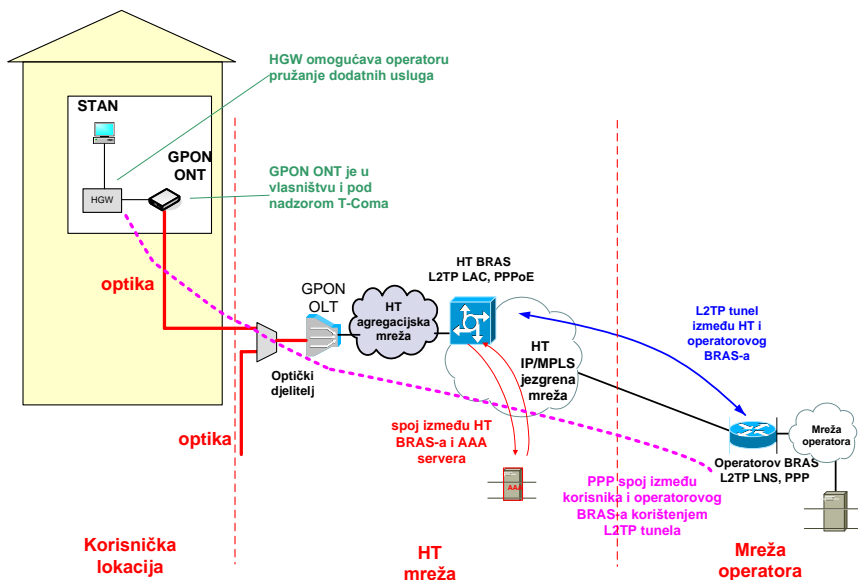 HGW omogućava operatoru
pružanje dodatnih usluga
STAN
GPON
ONT
HGW
GPON ONT je u
vlasništvu i pod
nadzorom T-Coma
optika
GPON
OLT
HT
agregacijska
mreža
HT BRAS
L2TP LAC, PPPoE
HT
IP/MPLS
jezgrena
mreža
L2TP tunel
između HT i
operatorovog
BRAS-a
Optički
djelitelj
optika
spoj između HT
BRAS-a i AAA
servera
AAA
Mreža
operatora
Operatorov BRAS
L2TP LNS, PPP
PPP spoj između
korisnika i operatorovog
BRAS-a korištenjem
L2TP tunela
Korisnička
lokacija
HT
mreža
Mreža
operatora